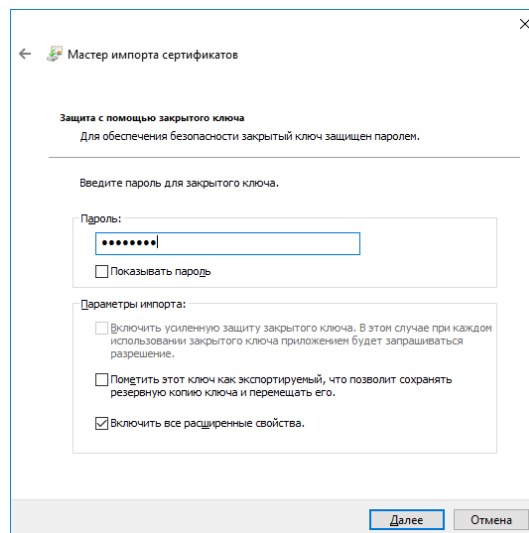 Мастер импорта сертификатов
Защита с помощью закрытого ключа
Для обеспечения безопасности закрытый ключ защищен паролем.
Введите пароль для закрытого ключа.
Пароль:
••••••••
Показывать пароль
Параметры импорта:
Включить усиленную защиту закрытого ключа. В этом случае при каждом
использовании закрытого ключа приложением будет запрашиваться
разрешение.
Пометить этот ключ как экспортируемый, что позволит сохранять
резервную копию ключа и перемещать его.
Включить все расширенные свойства.
Далее
Отмена